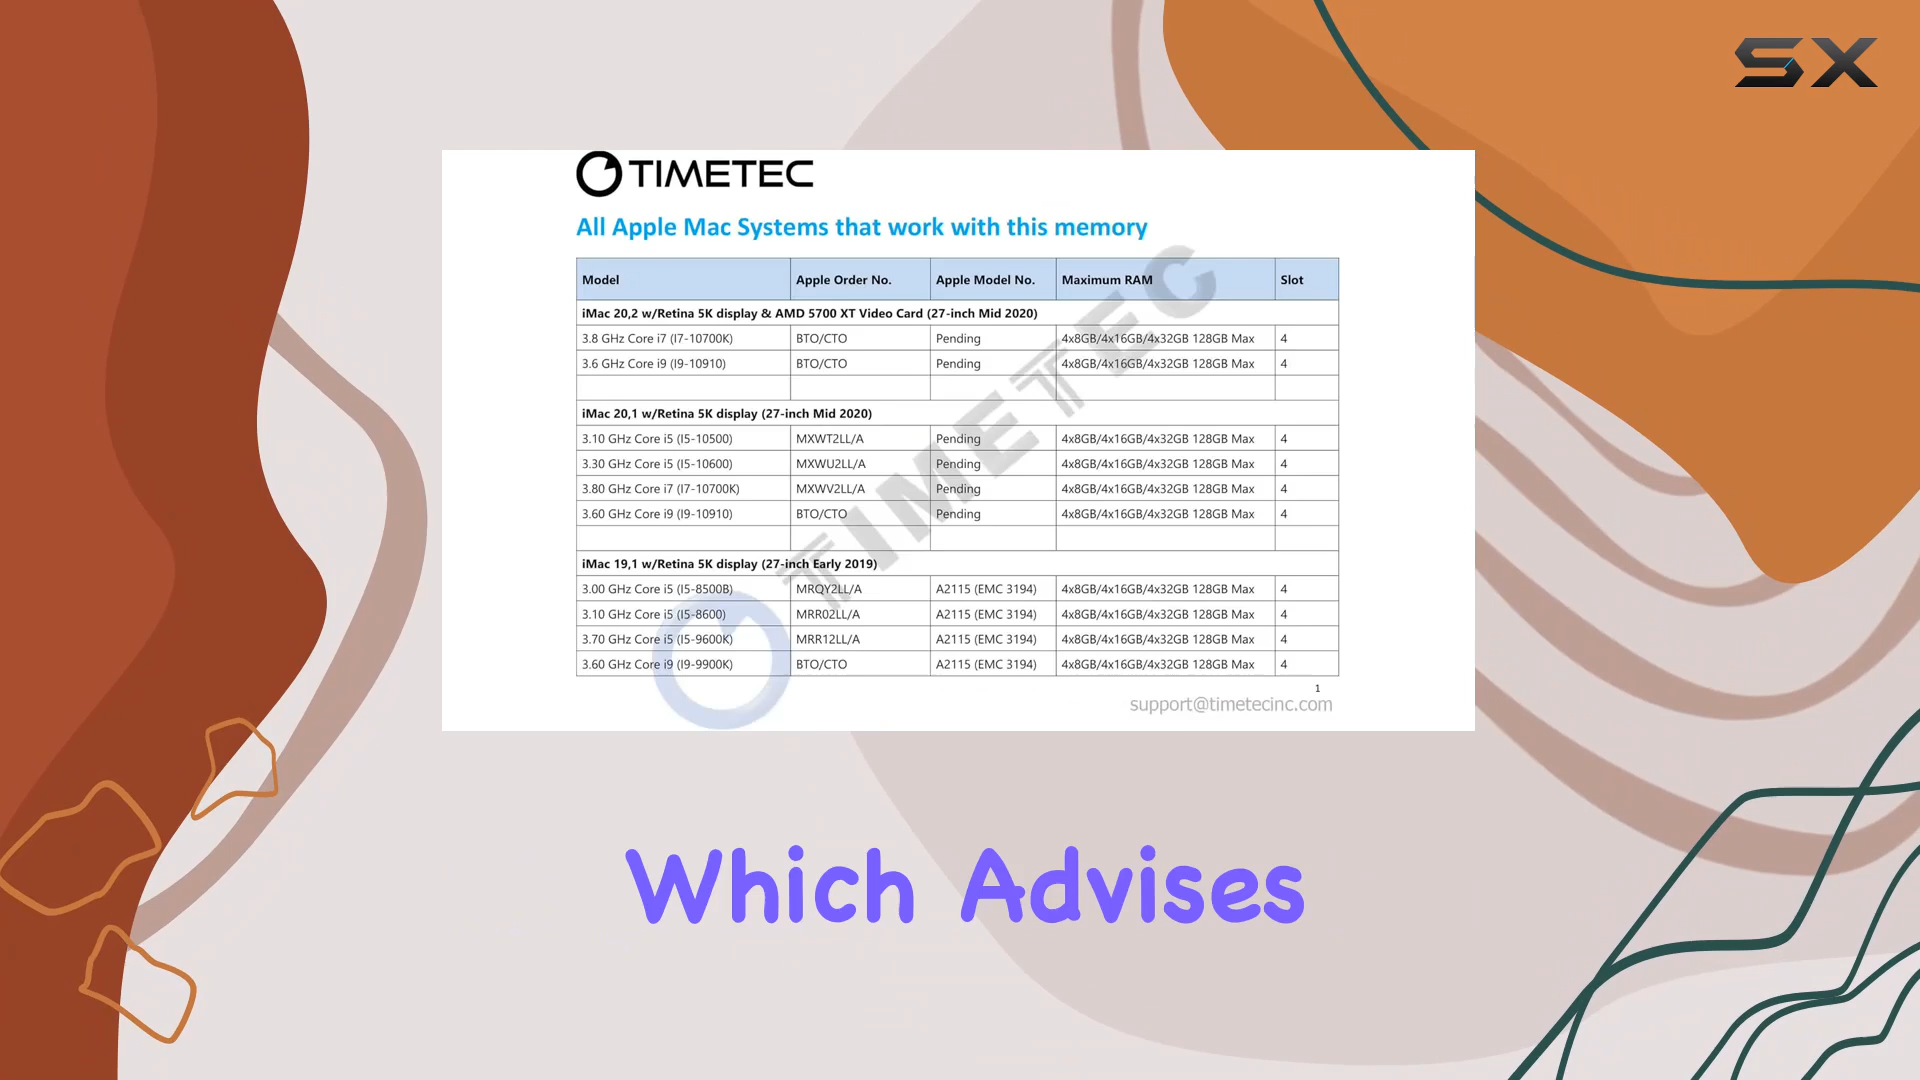 SX
TIMETEC
All Apple Mac Systems that work with this memory
Model Apple Order No. Apple Model No. Maximum RAM Slot
iMac 20,2 w/Retina 5K display & AMD 5700 XT Video Card (27-inch Mid 2020)
3.8 GHz Core i7 (I7-10700K) BTO/CTO Pending 4x8GB/4x16GB/4x32GB 128GB Max 4
3.6 GHz Core i9 (I9-10910) BTO/CTO Pending 4x8GB/4x16GB/4x32GB 128GB Max 4
iMac 20,1 w/Retina 5K display (27-inch Mid 2020)
3.10 GHz Core i5 (I5-10500) MXWT2LL/A Pending 4x8GB/4x16GB/4x32GB 128GB Max 4
3.30 GHz Core i5 (I5-10600) MXWU2LL/A Pending 4x8GB/4x16GB/4x32GB 128GB Max 4
3.80 GHz Core i7 (I7-10700K) MXWV2LL/A Pending 4x8GB/4x16GB/4x32GB 128GB Max 4
3.60 GHz Core i9 (I9-10910) BTO/CTO Pending 4x8GB/4x16GB/4x32GB 128GB Max 4
iMac 19,1 w/Retina 5K display (27-inch Early 2019)
3.00 GHz Core i5 (I5-8500B) MRQY2LL/A A2115 (EMC 3194) 4x8GB/4x16GB/4x32GB 128GB Max 4
3.10 GHz Core i5 (I5-8600) MRR02LL/A A2115 (EMC 3194) 4x8GB/4x16GB/4x32GB 128GB Max 4
3.70 GHz Core i5 (I5-9600K) MRR12LL/A A2115 (EMC 3194) 4x8GB/4x16GB/4x32GB 128GB Max 4
3.60 GHz Core i9 (I9-9900K) BTO/CTO A2115 (EMC 3194) 4x8GB/4x16GB/4x32GB 128GB Max 4
TIMETEC
1
support@timetecinc.com
Which Advises